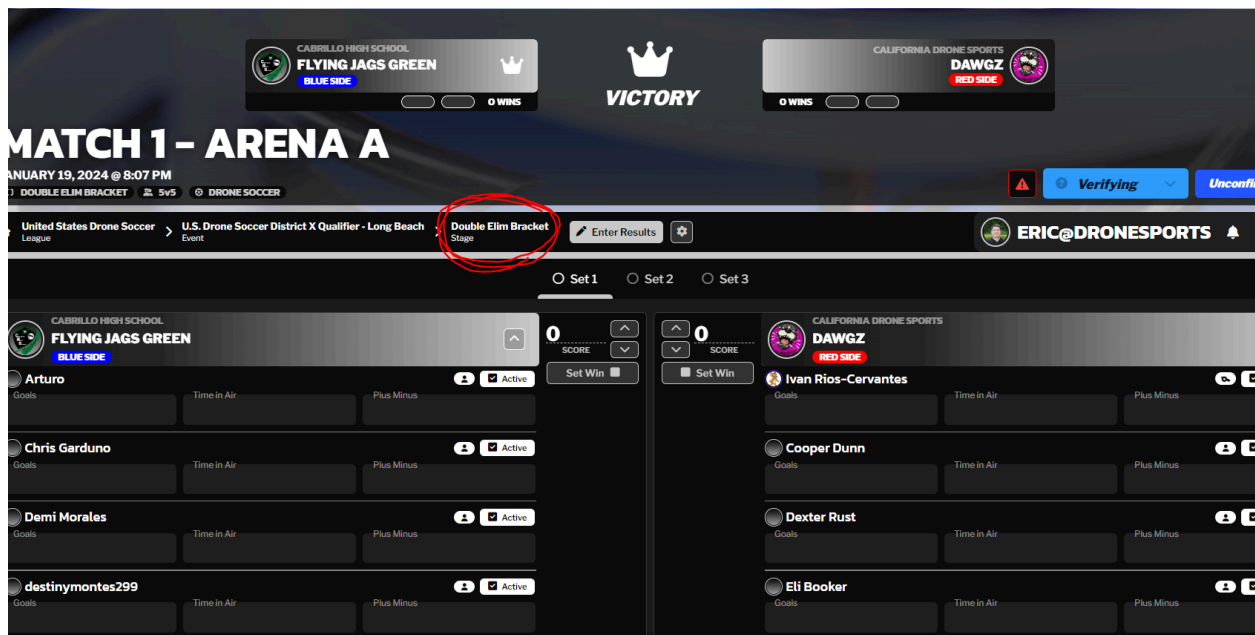 CABRILLO HIGH SCHOOL
FLYING JAGS GREEN
BLUE SIDE
0 WINS
VICTORY
CALIFORNIA DRONE SPORTS
DAWGZ
RED SIDE
0 WINS
MATCH 1 - ARENA A
ANUARY 19, 2024 @ 8:07 PM
DOUBLE ELIM BRACKET
5v5
DRONE SOCCER
Verifying
Unconfi
United States Drone Soccer
League
U.S. Drone Soccer District X Qualifier - Long Beach
Event
Double Elim Bracket
Stage
Enter Results
ERIC@DRONESPORTS
Set 1
Set 2
Set 3
CABRILLO HIGH SCHOOL
FLYING JAGS GREEN
BLUE SIDE
0
SCORE
Set Win
0
SCORE
Set Win
CALIFORNIA DRONE SPORTS
DAWGZ
RED SIDE
Arturo
Active
Goals
Time in Air
Plus Minus
Ivan Rios-Cervantes
Goals
Time in Air
Plus Minus
Chris Garduno
Active
Goals
Time in Air
Plus Minus
Cooper Dunn
Goals
Time in Air
Plus Minus
Demi Morales
Active
Goals
Time in Air
Plus Minus
Dexter Rust
Goals
Time in Air
Plus Minus
destinymontes299
Active
Goals
Time in Air
Plus Minus
Eli Booker
Goals
Time in Air
Plus Minus